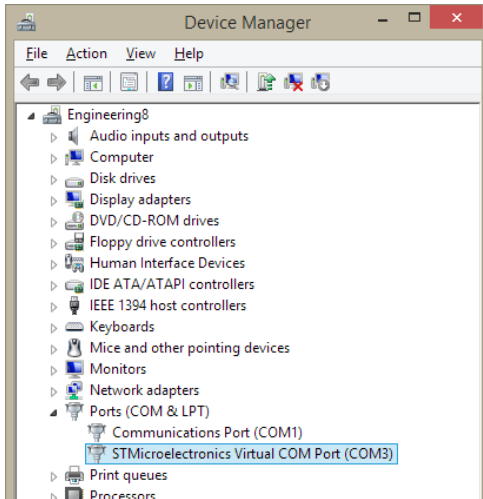 Device Manager
File Action View Help
Engineering8
Audio inputs and outputs
Computer
Disk drives
Display adapters
DVD/CD-ROM drives
Floppy drive controllers
Human Interface Devices
IDE ATA/ATAPI controllers
IEEE 1394 host controllers
Keyboards
Mice and other pointing devices
Monitors
Network adapters
Ports (COM & LPT)
Communications Port (COM1)
STMicroelectronics Virtual COM Port (COM3)
Print queues
Processors